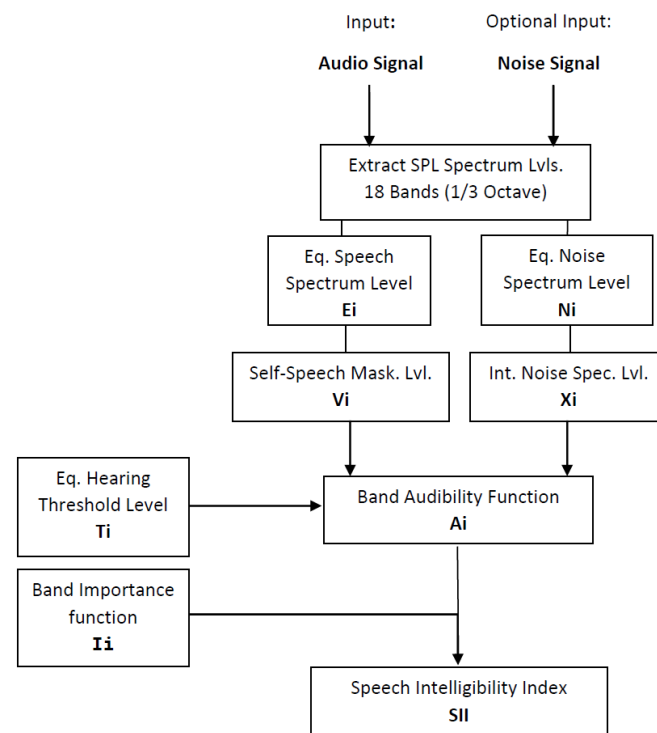 Input:
Optional Input:
Audio Signal
Noise Signal
Extract SPL Spectrum Lvls.
18 Bands (1/3 Octave)
Eq. Speech
Spectrum Level
Ei
Eq. Noise
Spectrum Level
Ni
Self-Speech Mask. Lvl.
Vi
Int. Noise Spec. Lvl.
Xi
Eq. Hearing
Threshold Level
Ti
Band Audibility Function
Ai
Band Importance
function
Ii
Speech Intelligibility Index
SII